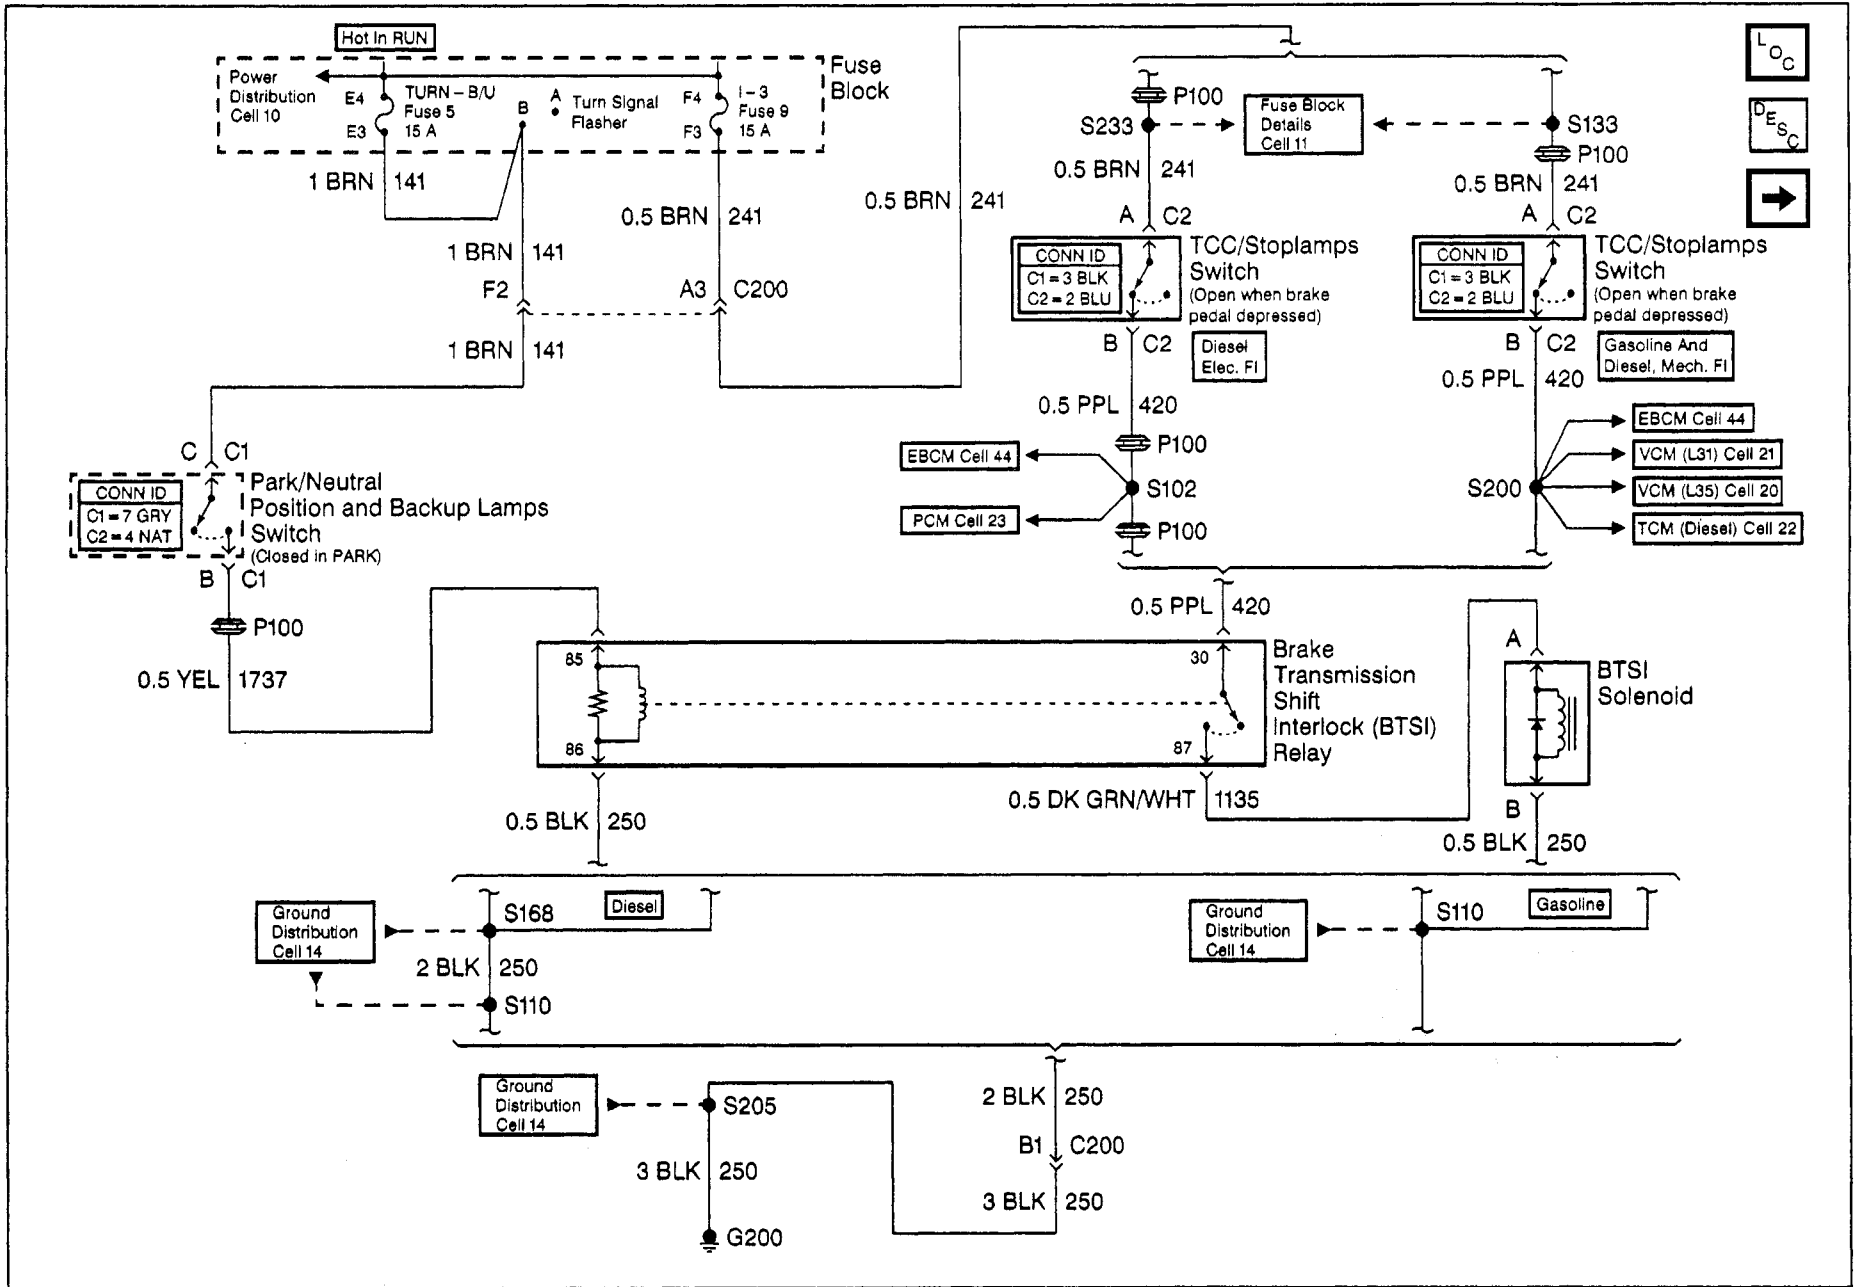 Hot In RUN
Power
Distribution
Cell 10
E4
E3
TURN – B/U
Fuse 5
15 A
B
A
Turn Signal
Flasher
F4
F3
I – 3
Fuse 9
15 A
Fuse
Block
1 BRN 141
1 BRN 141
F2
1 BRN 141
0.5 BRN 241
A3 C200
0.5 BRN 241
P100
S233
Fuse Block
Details
Cell 11
S133
P100
0.5 BRN 241
A C2
CONN ID
C1 = 3 BLK
C2 = 2 BLU
TCC/Stoplamps
Switch
(Open when brake
pedal depressed)
B C2
Diesel
Elec. FI
0.5 BRN 241
A C2
CONN ID
C1 = 3 BLK
C2 = 2 BLU
TCC/Stoplamps
Switch
(Open when brake
pedal depressed)
B C2
Gasoline And
Diesel, Mech. FI
LOC
DESC
0.5 PPL 420
P100
EBCM Cell 44
S102
PCM Cell 23
P100
0.5 PPL 420
S200
EBCM Cell 44
VCM (L31) Cell 21
VCM (L35) Cell 20
TCM (Diesel) Cell 22
C C1
CONN ID
C1 = 7 GRY
C2 = 4 NAT
Park/Neutral
Position and Backup Lamps
Switch
(Closed in PARK)
B C1
P100
0.5 YEL 1737
0.5 PPL 420
85
86
30
87
Brake
Transmission
Shift
Interlock (BTSI)
Relay
A
BTSI
Solenoid
B
0.5 BLK 250
0.5 DK GRN/WHT 1135
0.5 BLK 250
Ground
Distribution
Cell 14
S168
Diesel
2 BLK 250
S110
Ground
Distribution
Cell 14
S110
Gasoline
Ground
Distribution
Cell 14
S205
3 BLK 250
G200
2 BLK 250
B1 C200
3 BLK 250